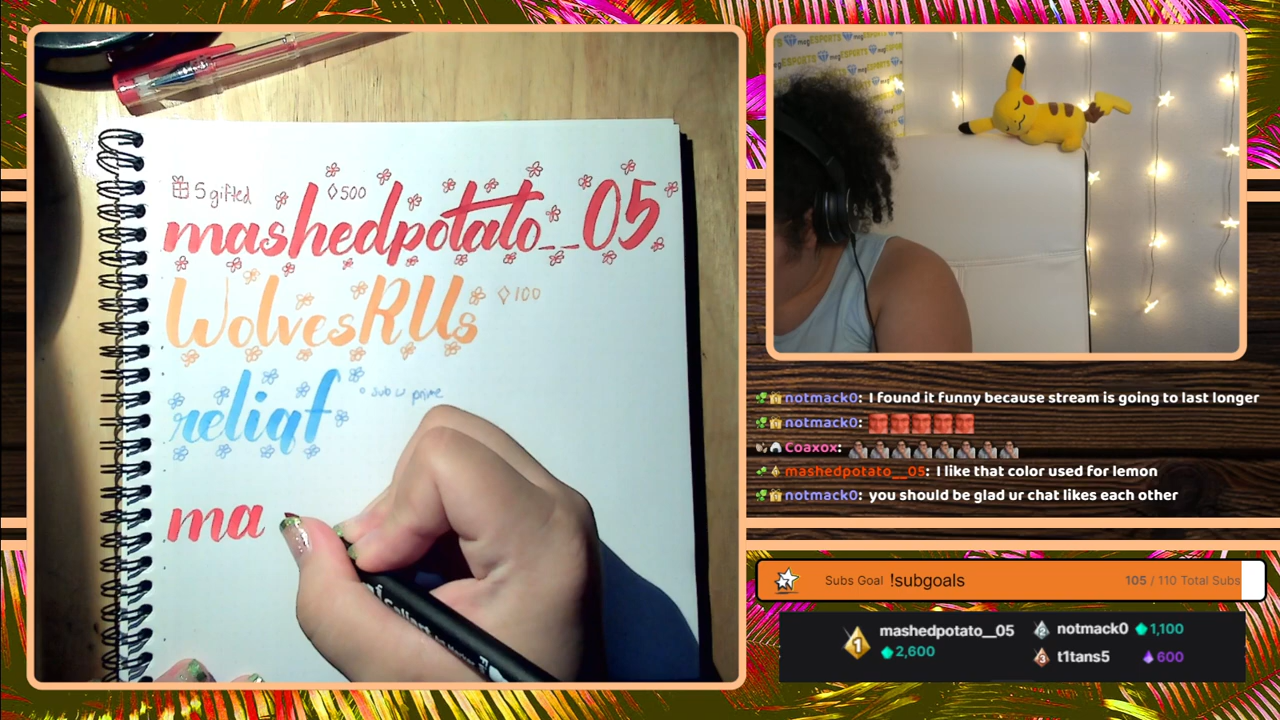 5 gifted ♢500
mashedpotato__05
WolvesRUs ♢100
reliqf
sub w prime
ma
ESPORTS
notmack0: I found it funny because stream is going to last longer
notmack0:
Coaxox:
mashedpotato__05: I like that color used for lemon
notmack0: you should be glad ur chat likes each other
Subs Goal !subgoals 105 / 110 Total Subs
1 mashedpotato__05 2,600
2 notmack0 1,100
3 t1tans5 600